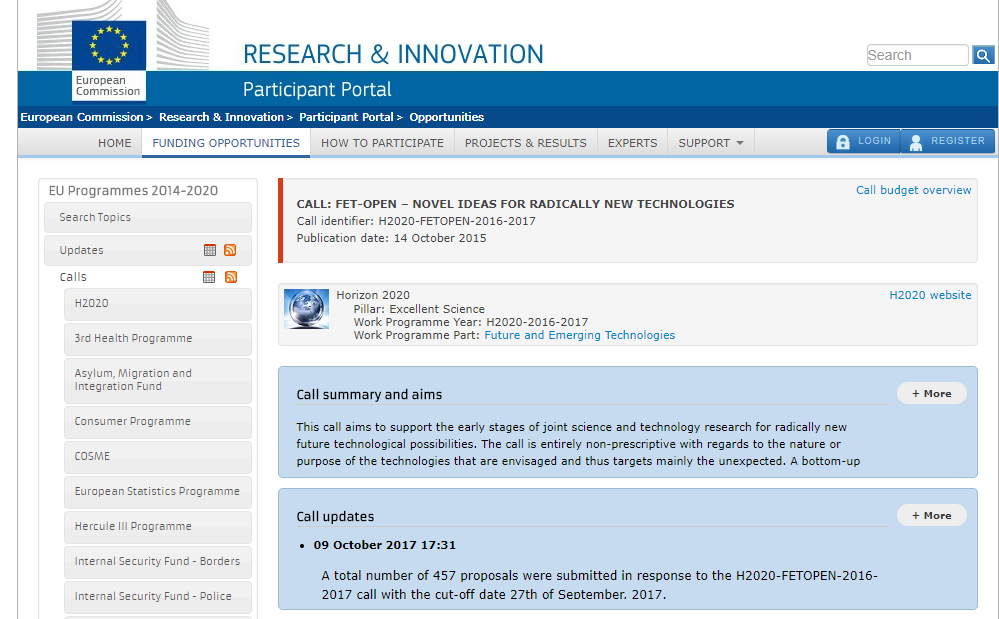 European
Commission
RESEARCH & INNOVATION
Participant Portal
Search
European Commission > Research & Innovation > Participant Portal > Opportunities
HOME
FUNDING OPPORTUNITIES
HOW TO PARTICIPATE
PROJECTS & RESULTS
EXPERTS
SUPPORT
LOGIN
REGISTER
EU Programmes 2014-2020
Search Topics
Updates
Calls
H2020
3rd Health Programme
Asylum, Migration and
Integration Fund
Consumer Programme
COSME
European Statistics Programme
Hercule III Programme
Internal Security Fund - Borders
Internal Security Fund - Police
Call budget overview
CALL: FET-OPEN – NOVEL IDEAS FOR RADICALLY NEW TECHNOLOGIES
Call identifier: H2020-FETOPEN-2016-2017
Publication date: 14 October 2015
Horizon 2020
H2020 website
Pillar: Excellent Science
Work Programme Year: H2020-2016-2017
Work Programme Part: Future and Emerging Technologies
Call summary and aims
+ More
This call aims to support the early stages of joint science and technology research for radically new
future technological possibilities. The call is entirely non-prescriptive with regards to the nature or
purpose of the technologies that are envisaged and thus targets mainly the unexpected. A bottom-up
Call updates
+ More
• 09 October 2017 17:31
A total number of 457 proposals were submitted in response to the H2020-FETOPEN-2016-
2017 call with the cut-off date 27th of September, 2017.